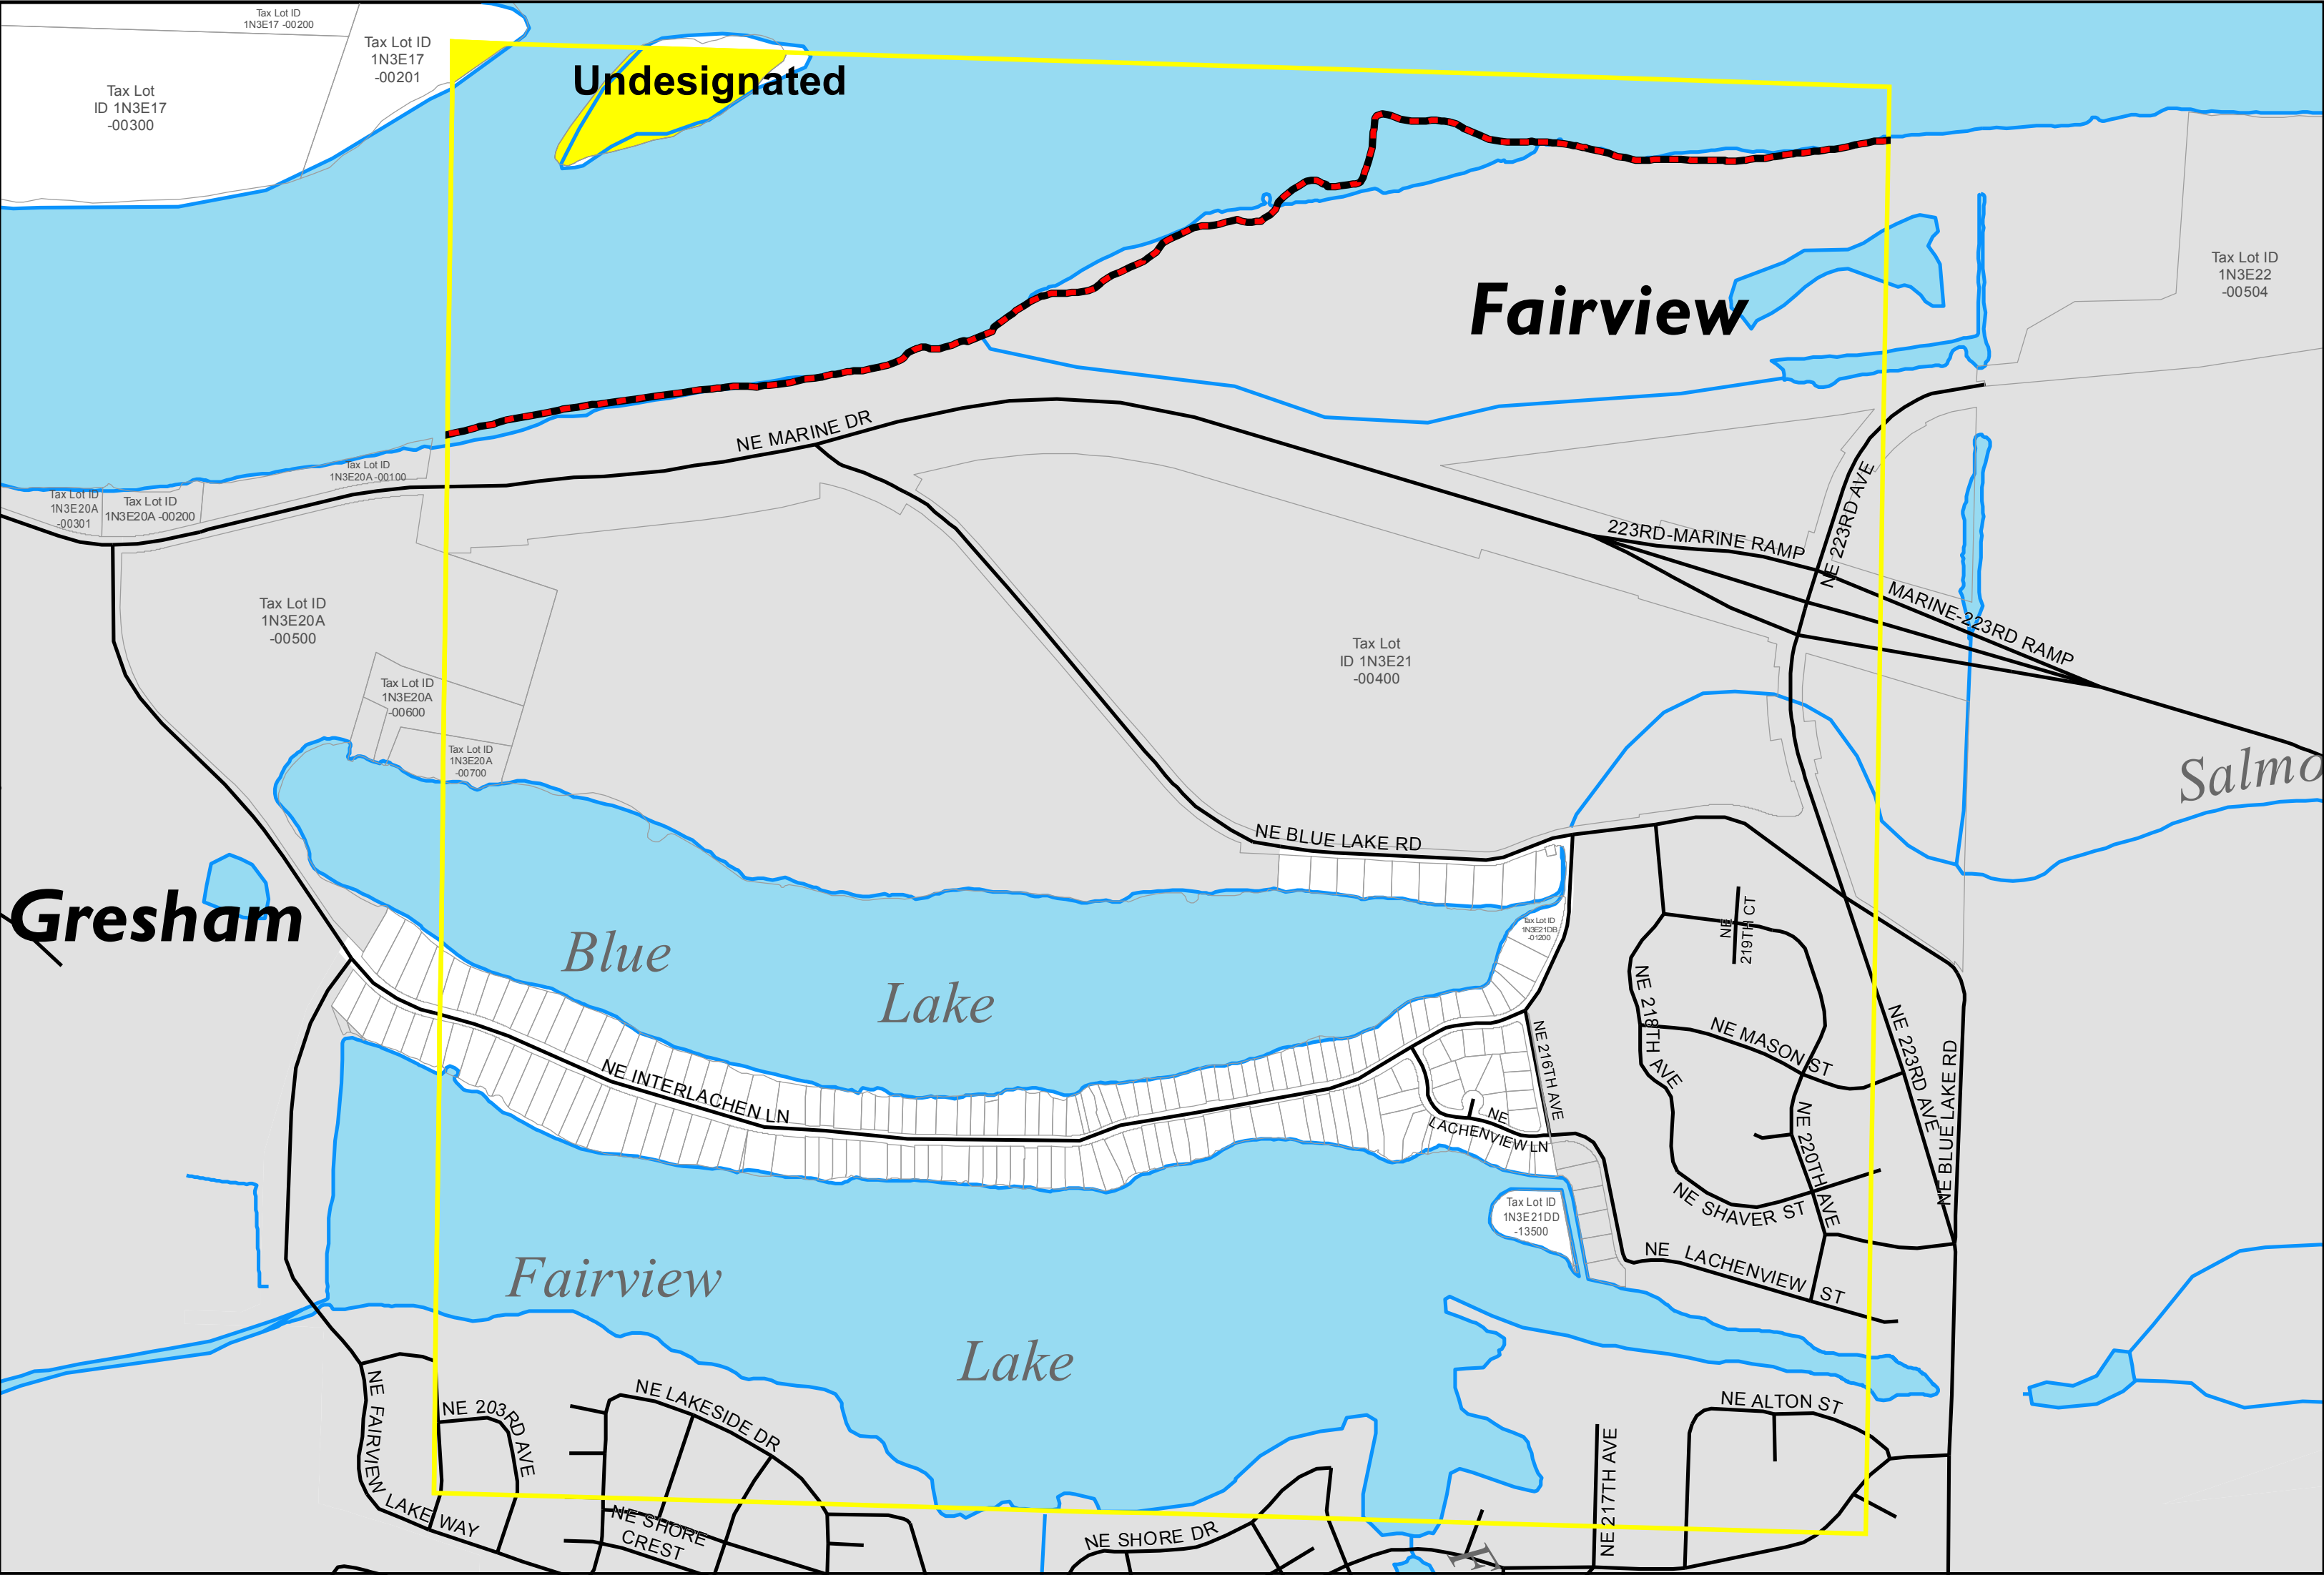 Tax Lot ID
1N3E17 -00200
Tax Lot ID
1N3E17
-00201
Tax Lot
ID 1N3E17
-00300
Undesignated
Tax Lot ID
1N3E22
-00504
Fairview
NE MARINE DR
Tax Lot ID
1N3E20A -00100
Tax Lot ID
1N3E20A
-00301
Tax Lot ID
1N3E20A -00200
NE 223RD AVE
223RD-MARINE RAMP
MARINE-223RD RAMP
Tax Lot ID
1N3E20A
-00500
Tax Lot
ID 1N3E21
-00400
Tax Lot ID
1N3E20A
-00600
Tax Lot ID
1N3E20A
-00700
Salmo
NE BLUE LAKE RD
Gresham
Blue
Lake
Tax Lot ID
1N3E21DB
-01200
NE
219TH CT
NE 218TH AVE
NE MASON ST
NE 223RD AVE
NE BLUE LAKE RD
NE INTERLACHEN LN
NE 216TH AVE
NE
LACHENVIEW LN
NE 220TH AVE
NE SHAVER ST
Tax Lot ID
1N3E21DD
-13500
NE LACHENVIEW ST
Fairview
Lake
NE FAIRVIEW LAKE WAY
NE 203RD AVE
NE LAKESIDE DR
NE ALTON ST
NE 217TH AVE
NE SHORE
CREST
NE SHORE DR
F